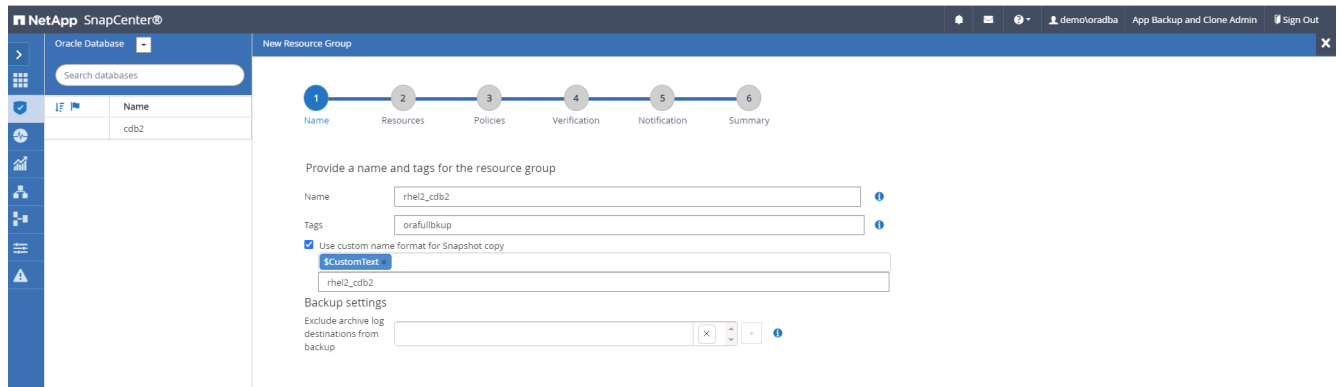 NetApp SnapCenter®
demo\oradba App Backup and Clone Admin Sign Out
Oracle Database
New Resource Group
Search databases
Name
cdb2
1 2 3 4 5 6
Name Resources Policies Verification Notification Summary
Provide a name and tags for the resource group
Name rhel2_cdb2
Tags orafullbkup
Use custom name format for Snapshot copy
$CustomText ×
rhel2_cdb2
Backup settings
Exclude archive log
destinations from
backup